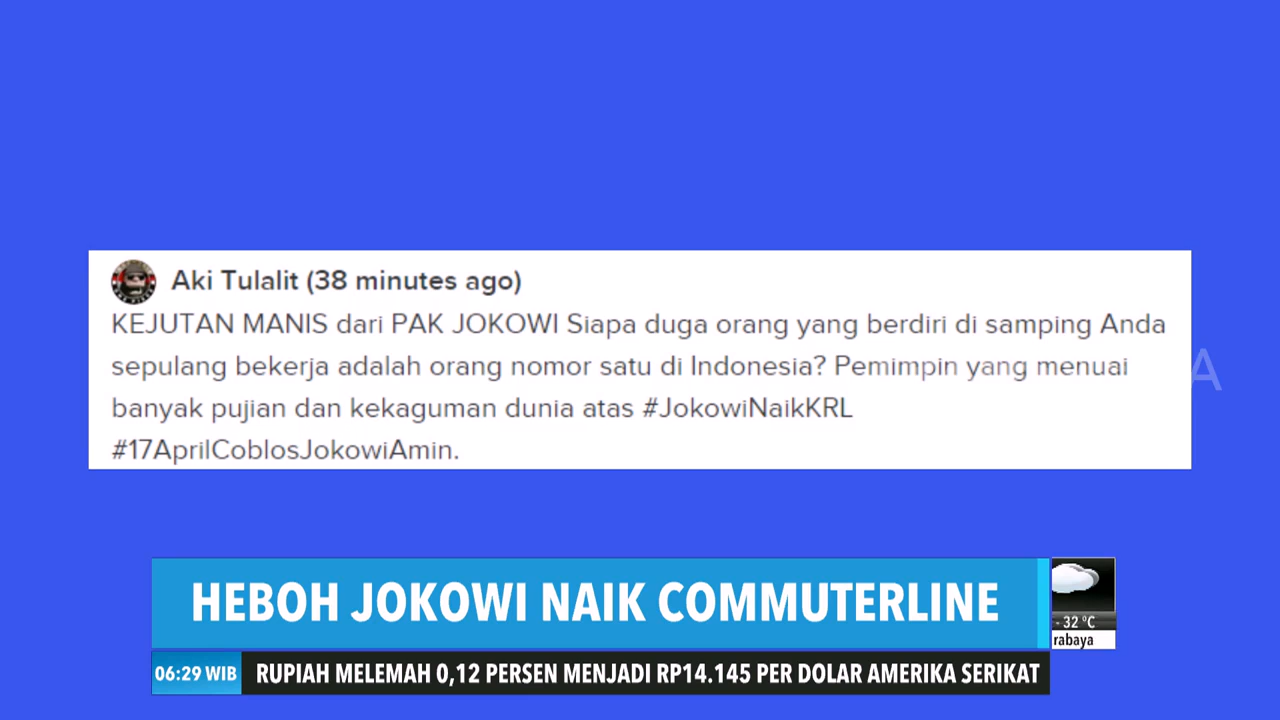 Aki Tulalit (38 minutes ago)
KEJUTAN MANIS dari PAK JOKOWI Siapa duga orang yang berdiri di samping Anda
sepulang bekerja adalah orang nomor satu di Indonesia? Pemimpin yang menuai
banyak pujian dan kekaguman dunia atas #JokowiNaikKRL
#17AprilCoblosJokowiAmin.
A
HEBOH JOKOWI NAIK COMMUTERLINE
- 32 °C
rabaya
06:29 WIB
RUPIAH MELEMAH 0,12 PERSEN MENJADI RP14.145 PER DOLAR AMERIKA SERIKAT